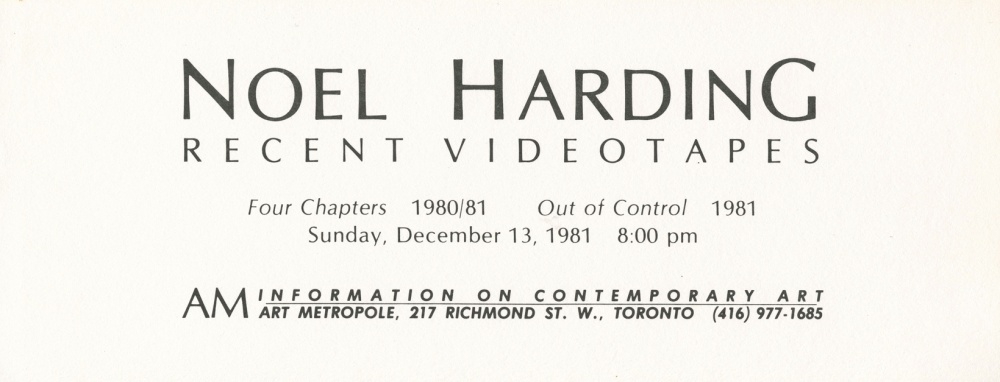 NOEL HARDING
RECENT VIDEOTAPES
Four Chapters 1980/81 Out of Control 1981
Sunday, December 13, 1981 8:00 pm
AM INFORMATION ON CONTEMPORARY ART
ART METROPOLE, 217 RICHMOND ST. W., TORONTO (416) 977-1685